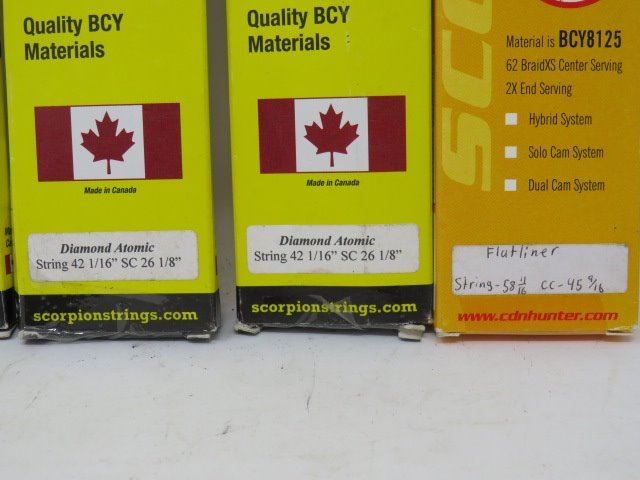 Quality BCY
Materials
Made in Canada
Diamond Atomic
String 42 1/16" SC 26 1/8"
scorpionstrings.com
Quality BCY
Materials
Made in Canada
Diamond Atomic
String 42 1/16" SC 26 1/8"
scorpionstrings.com
Material is BCY8125
62 BraidXS Center Serving
2X End Serving
Hybrid System
Solo Cam System
Dual Cam System
Flutliner
String-58 11/16 CC-45 9/16
www.cdnhunter.com